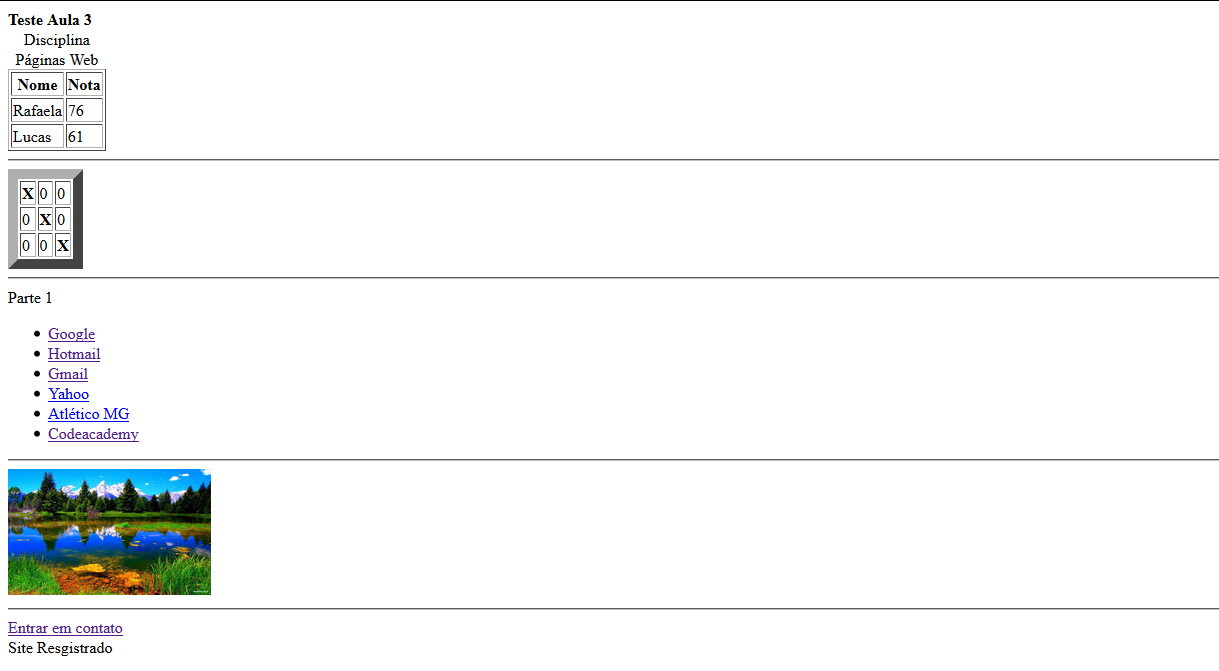 Teste Aula 3
Disciplina
Páginas Web
Nome Nota
Rafaela 76
Lucas 61
X 0 0
0 X 0
0 0 X
Parte 1
Google
Hotmail
Gmail
Yahoo
Atlético MG
Codeacademy
Entrar em contato
Site Resgistrado